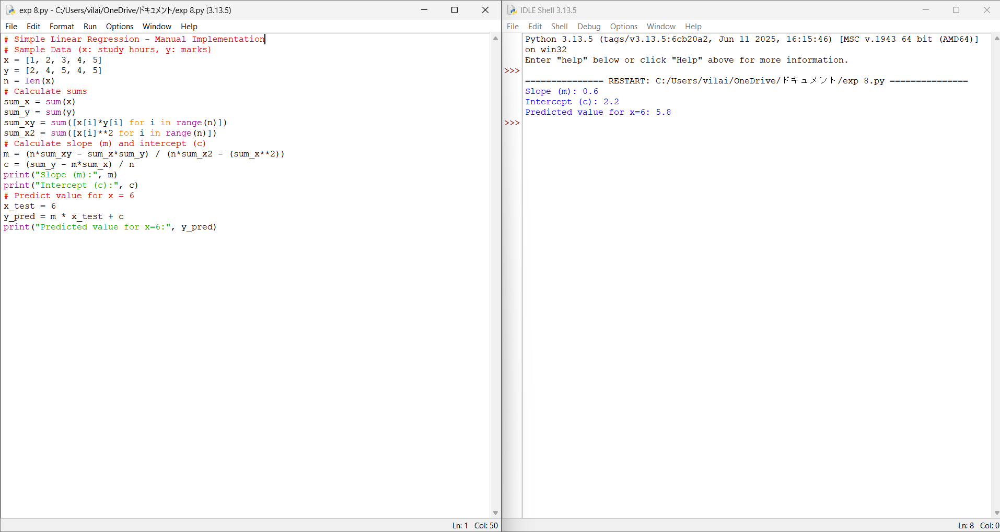 exp 8.py - C:/Users/vilai/OneDrive/ドキュメント/exp 8.py (3.13.5)
File Edit Format Run Options Window Help
# Simple Linear Regression - Manual Implementation
# Sample Data (x: study hours, y: marks)
x = [1, 2, 3, 4, 5]
y = [2, 4, 5, 4, 5]
n = len(x)
# Calculate sums
sum_x = sum(x)
sum_y = sum(y)
sum_xy = sum([x[i]*y[i] for i in range(n)])
sum_x2 = sum([x[i]**2 for i in range(n)])
# Calculate slope (m) and intercept (c)
m = (n*sum_xy - sum_x*sum_y) / (n*sum_x2 - (sum_x**2))
c = (sum_y - m*sum_x) / n
print("Slope (m):", m)
print("Intercept (c):", c)
# Predict value for x = 6
x_test = 6
y_pred = m * x_test + c
print("Predicted value for x=6:", y_pred)
Ln: 1 Col: 50
IDLE Shell 3.13.5
File Edit Shell Debug Options Window Help
Python 3.13.5 (tags/v3.13.5:6cb20a2, Jun 11 2025, 16:15:46) [MSC v.1943 64 bit (AMD64)]
on win32
Enter "help" below or click "Help" above for more information.
>>>
=============== RESTART: C:/Users/vilai/OneDrive/ドキュメント/exp 8.py ===============
Slope (m): 0.6
Intercept (c): 2.2
Predicted value for x=6: 5.8
>>>
Ln: 8 Col: 0